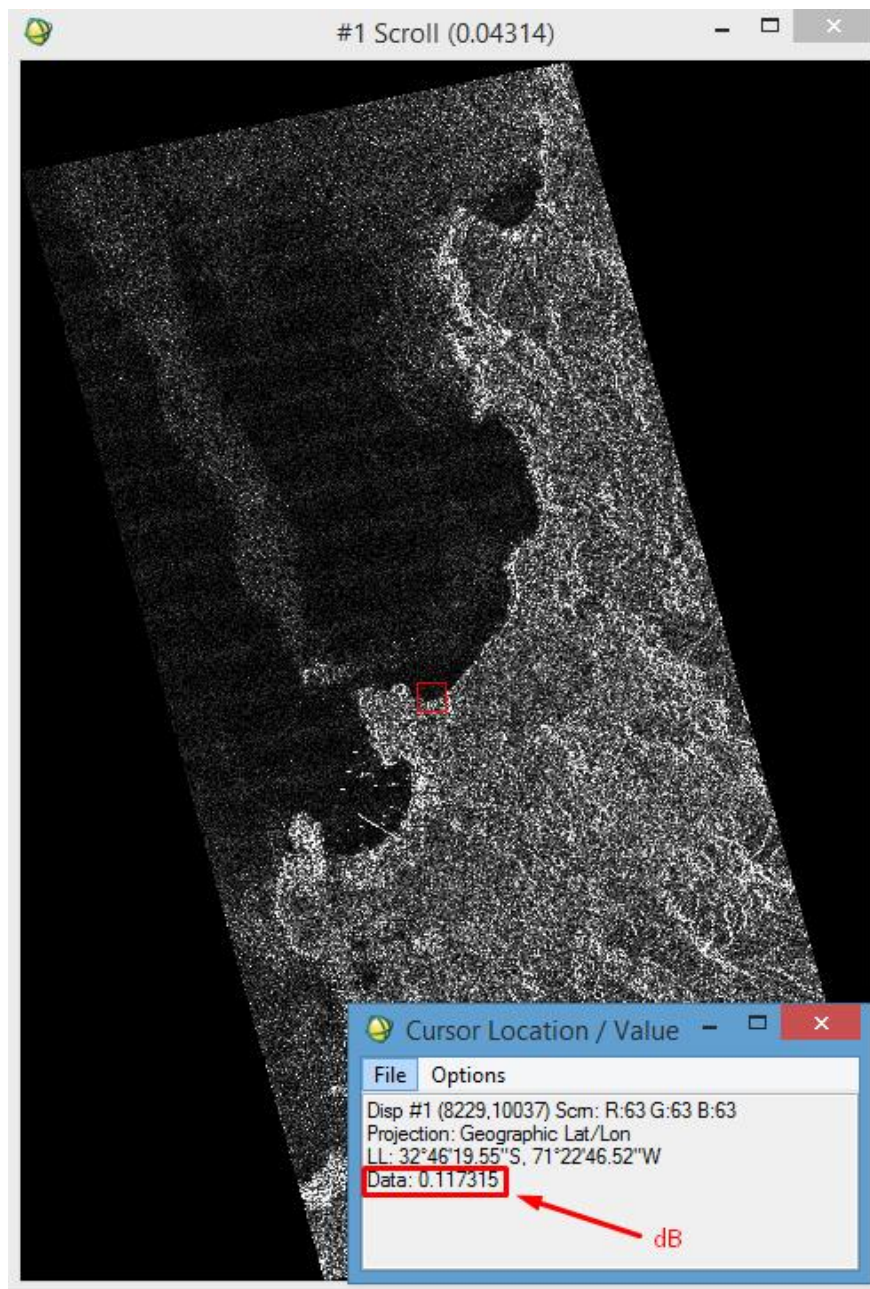 #1 Scroll (0.04314)
Cursor Location / Value
File Options
Disp #1 (8229,10037) Scrn: R:63 G:63 B:63
Projection: Geographic Lat/Lon
LL: 32°46'19.55"S, 71°22'46.52"W
Data: 0.117315
dB